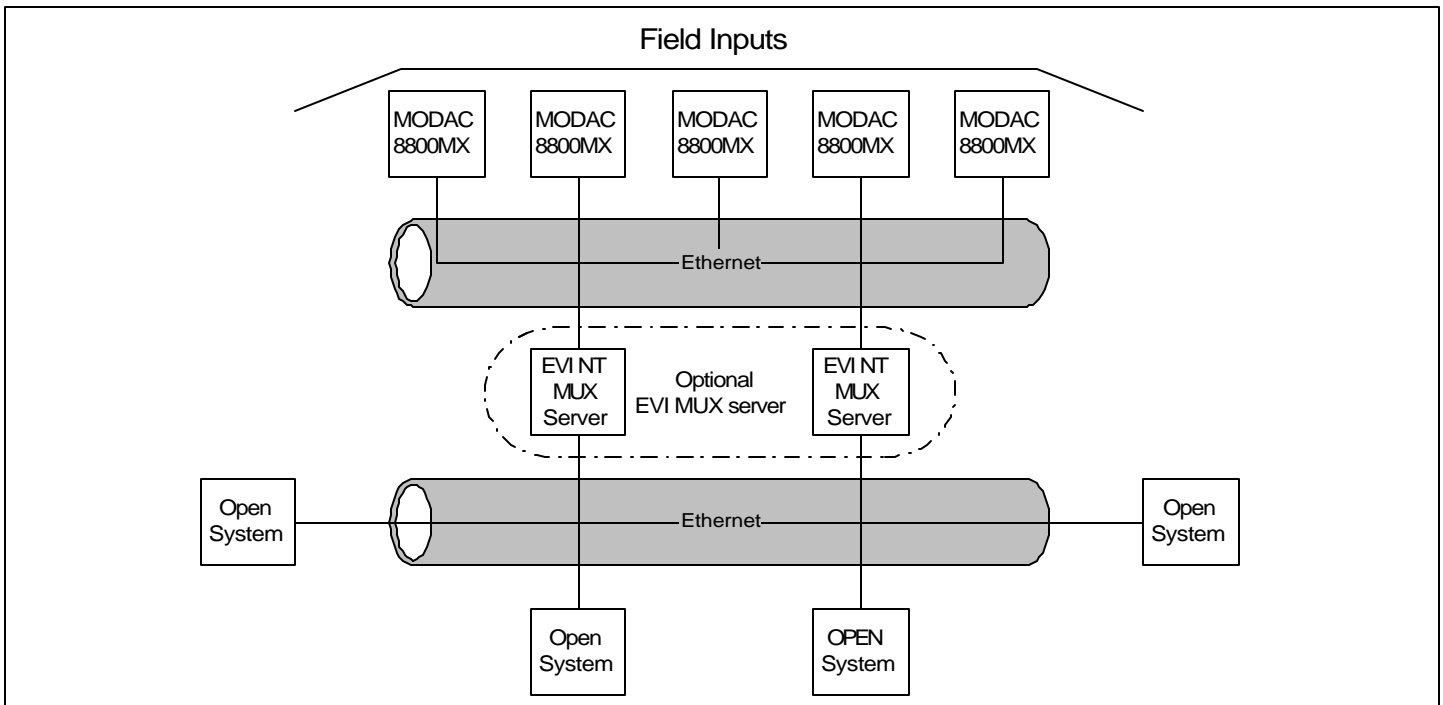 Field Inputs
MODAC
8800MX
MODAC
8800MX
MODAC
8800MX
MODAC
8800MX
MODAC
8800MX
Ethernet
EVI NT
MUX
Server
Optional
EVI MUX server
EVI NT
MUX
Server
Open
System
Ethernet
Open
System
Open
System
OPEN
System